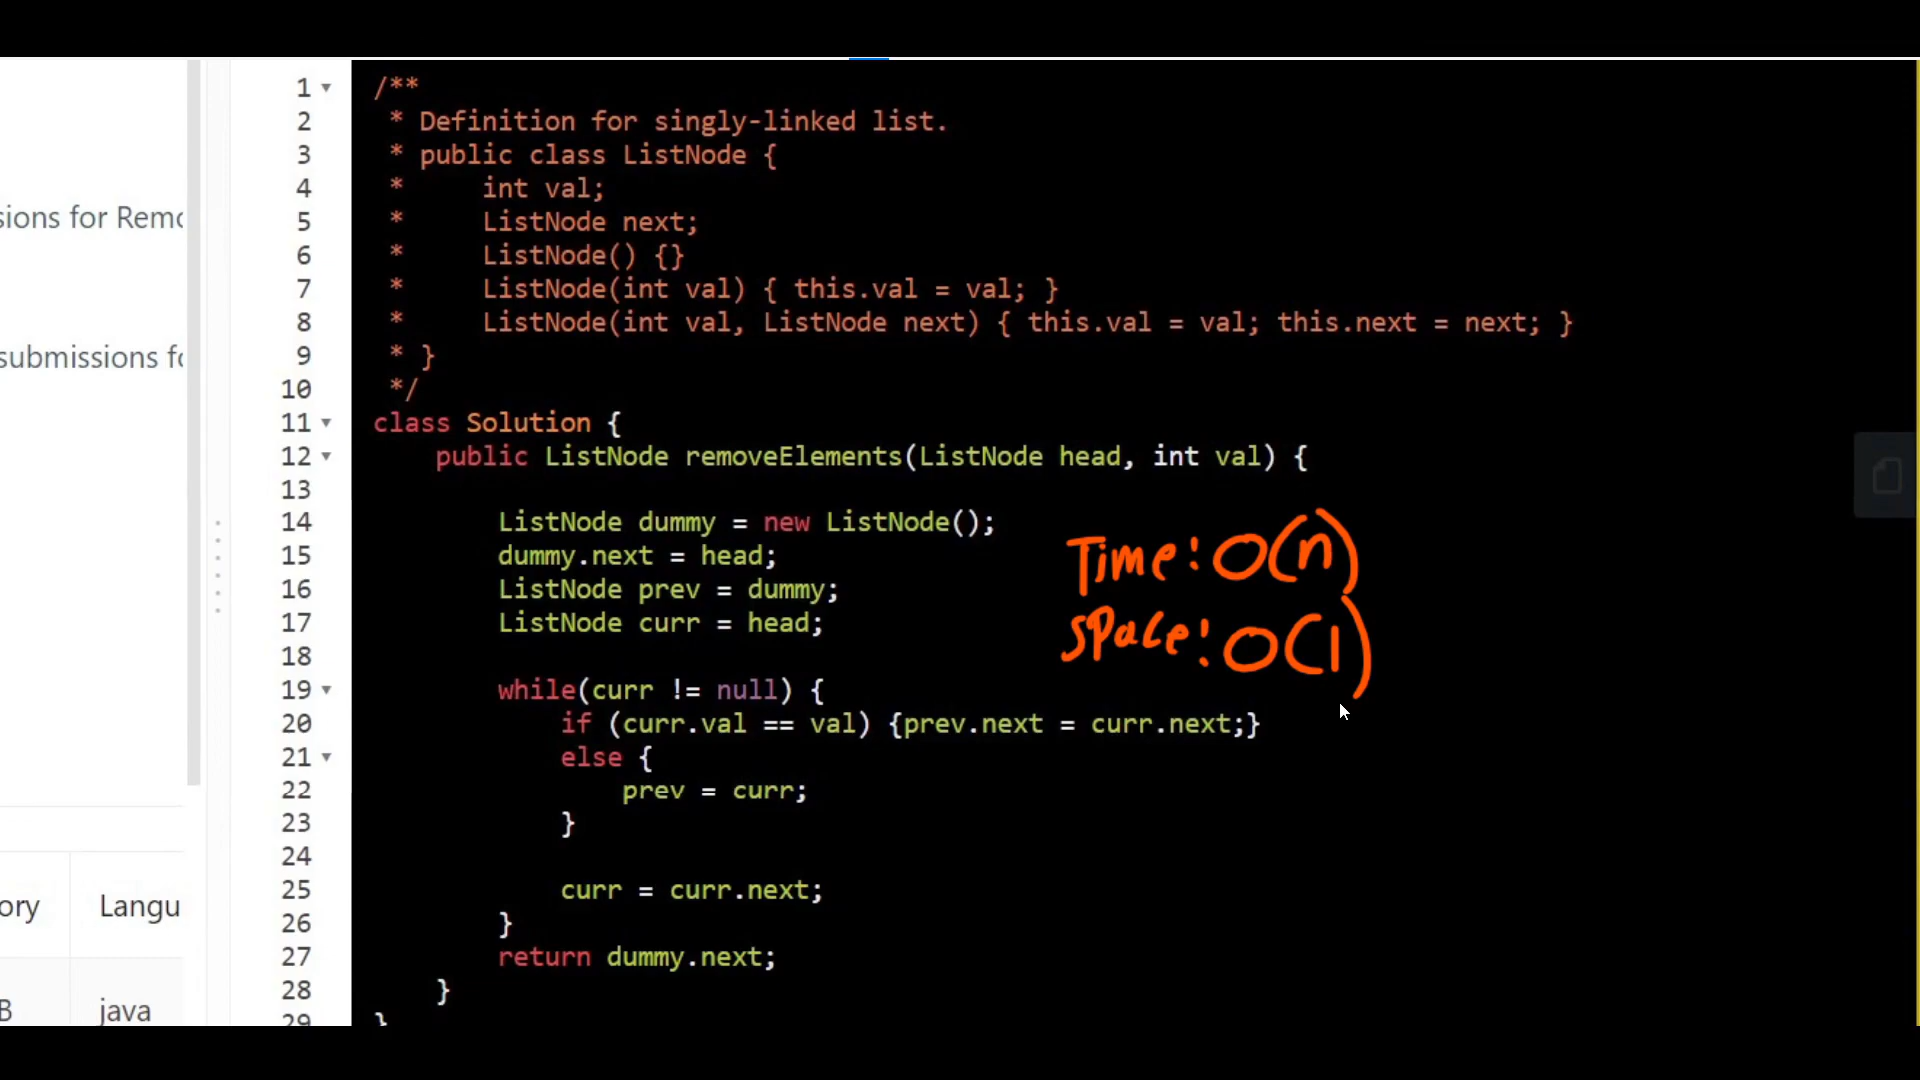 sions for Remo
submissions fo
ory Langu
B java
1 /**
2 * Definition for singly-linked list.
3 * public class ListNode {
4 *     int val;
5 *     ListNode next;
6 *     ListNode() {}
7 *     ListNode(int val) { this.val = val; }
8 *     ListNode(int val, ListNode next) { this.val = val; this.next = next; }
9 * }
10 */
11 class Solution {
12     public ListNode removeElements(ListNode head, int val) {
13
14         ListNode dummy = new ListNode();
15         dummy.next = head;
16         ListNode prev = dummy;
17         ListNode curr = head;
18
19         while(curr != null) {
20             if (curr.val == val) {prev.next = curr.next;}
21             else {
22                 prev = curr;
23             }
24
25             curr = curr.next;
26         }
27         return dummy.next;
28     }
29 }
Time: O(n)
Space: O(1)